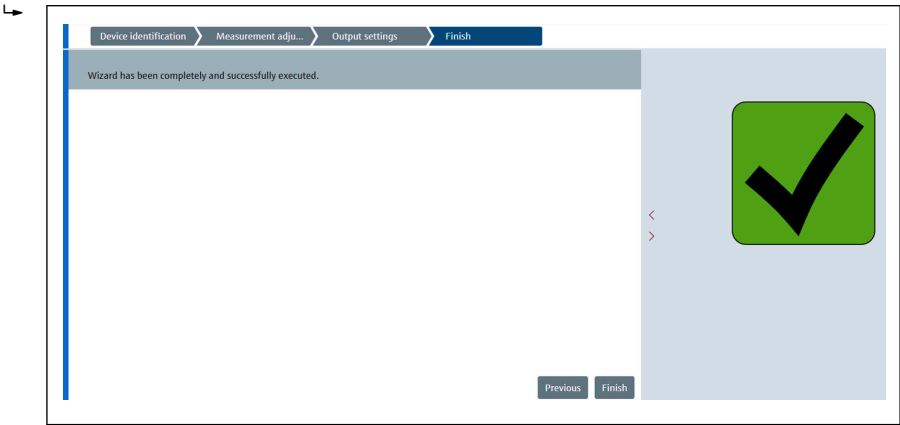 Device identification
Measurement adju...
Output settings
Finish
Wizard has been completely and successfully executed.
Previous
Finish